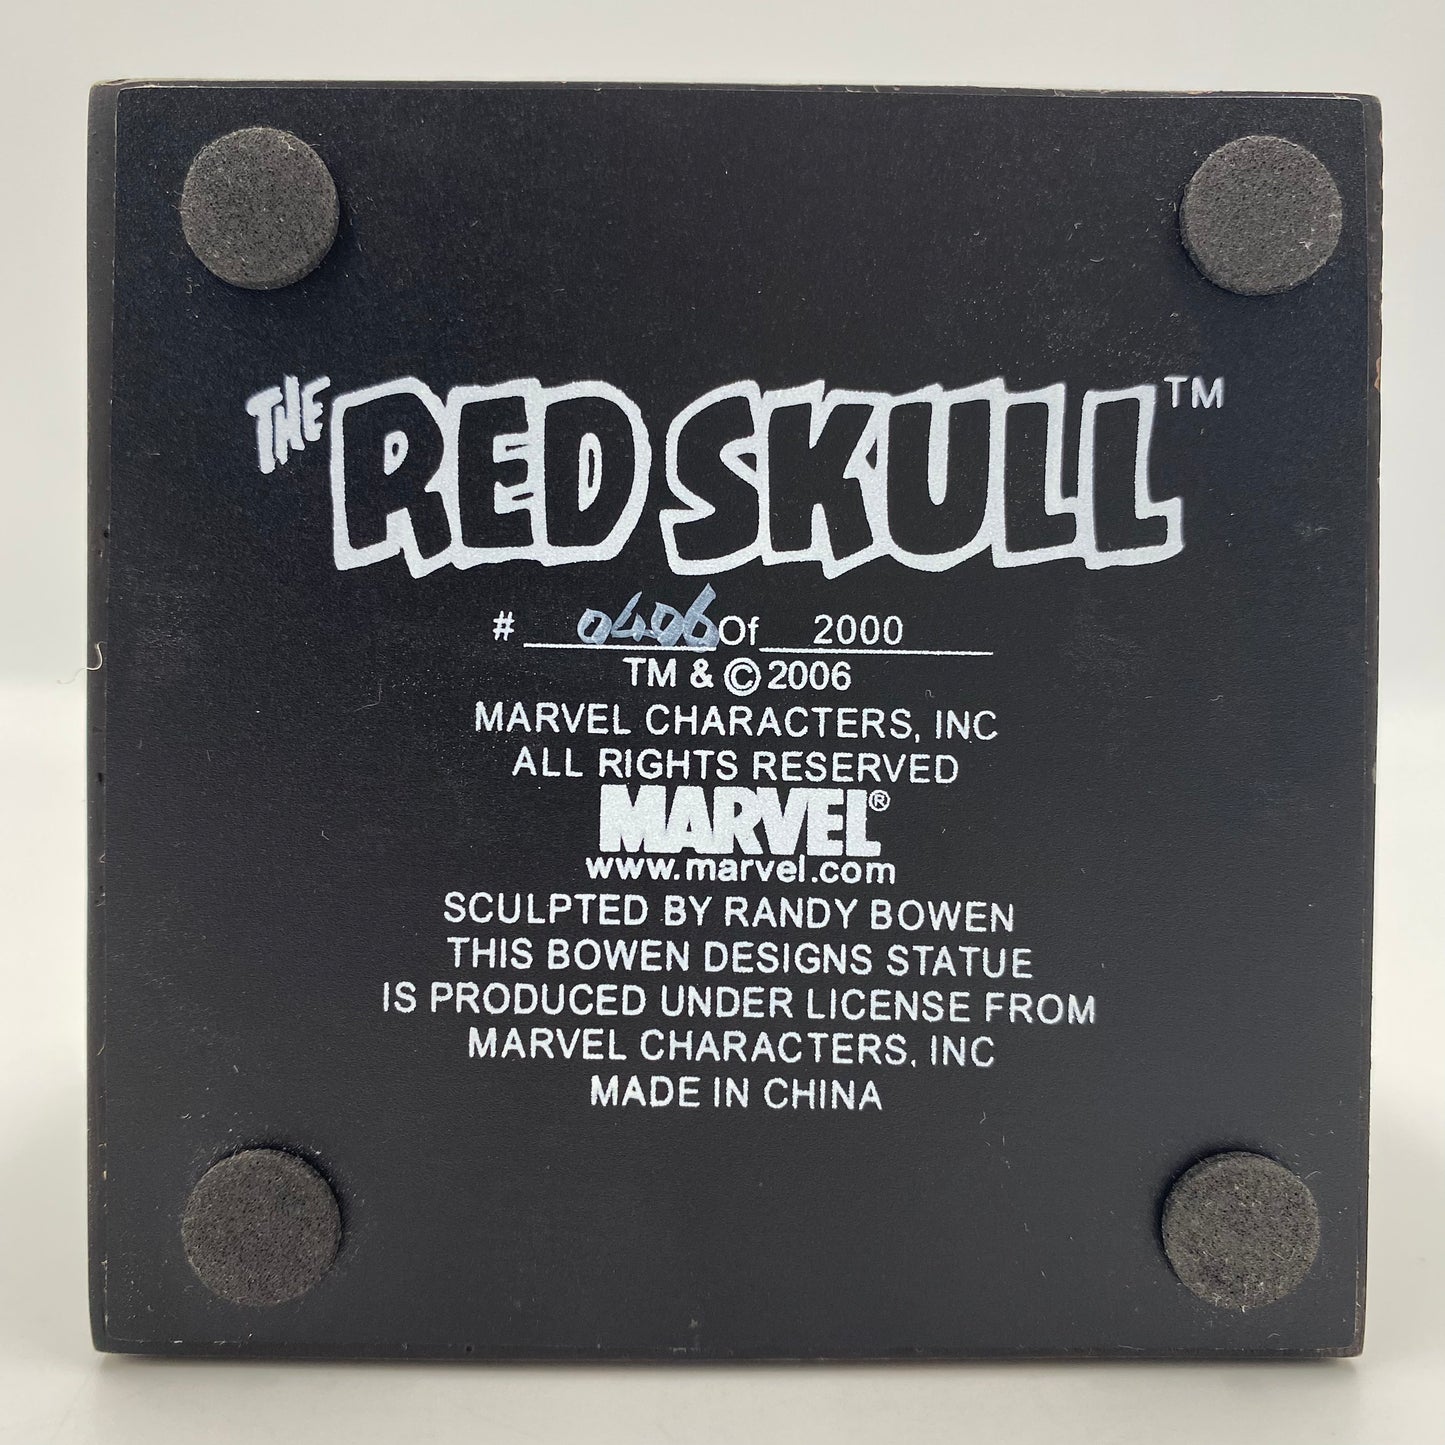 THE RED SKULL™
# 0406 Of 2000
TM & ©2006
MARVEL CHARACTERS, INC
ALL RIGHTS RESERVED
MARVEL®
www.marvel.com
SCULPTED BY RANDY BOWEN
THIS BOWEN DESIGNS STATUE
IS PRODUCED UNDER LICENSE FROM
MARVEL CHARACTERS, INC
MADE IN CHINA